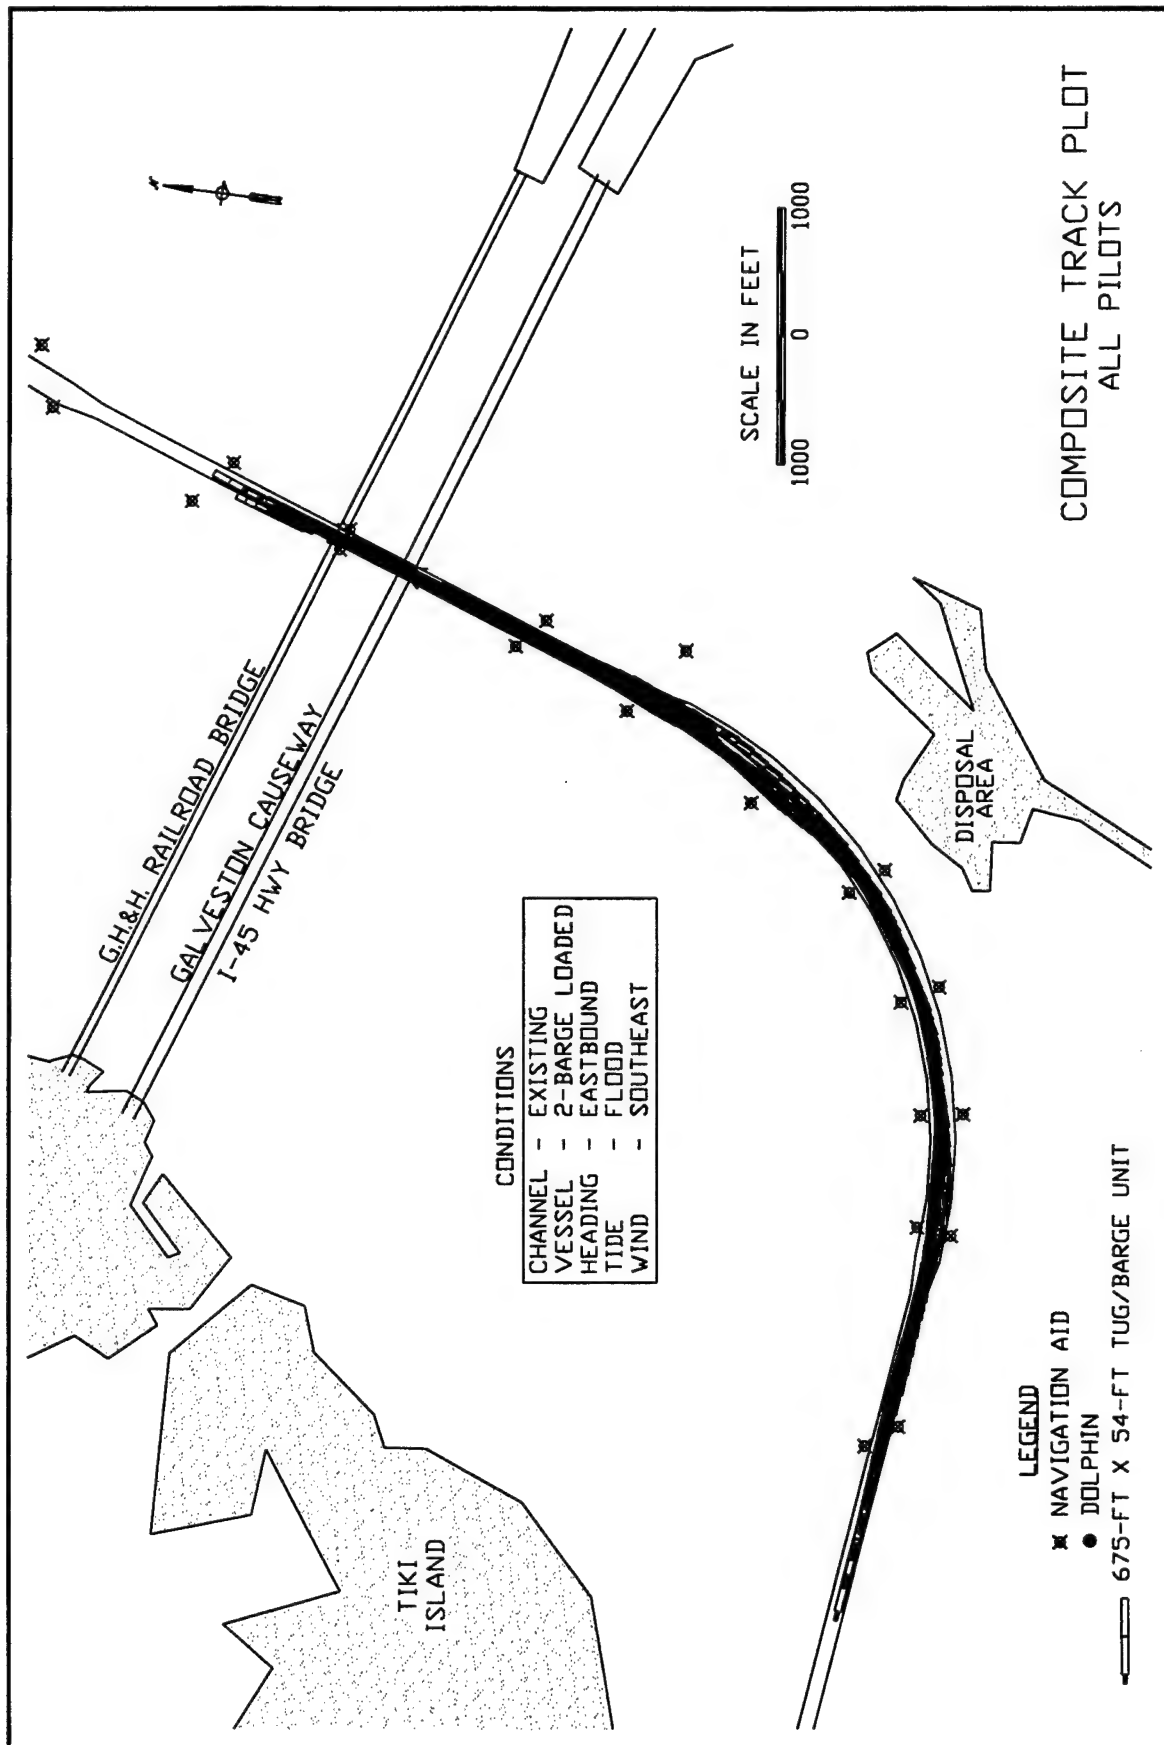 N
G.H.&H. RAILROAD BRIDGE
GALVESTON CAUSEWAY
I-45 HWY BRIDGE
TIKI
ISLAND
CONDITIONS
CHANNEL - EXISTING
VESSEL - 2-BARGE LOADED
HEADING - EASTBOUND
TIDE - FLOOD
WIND - SOUTHEAST
DISPOSAL
AREA
SCALE IN FEET
1000 0 1000
LEGEND
NAVIGATION AID
DOLPHIN
675-FT X 54-FT TUG/BARGE UNIT
COMPOSITE TRACK PLOT
ALL PILOTS